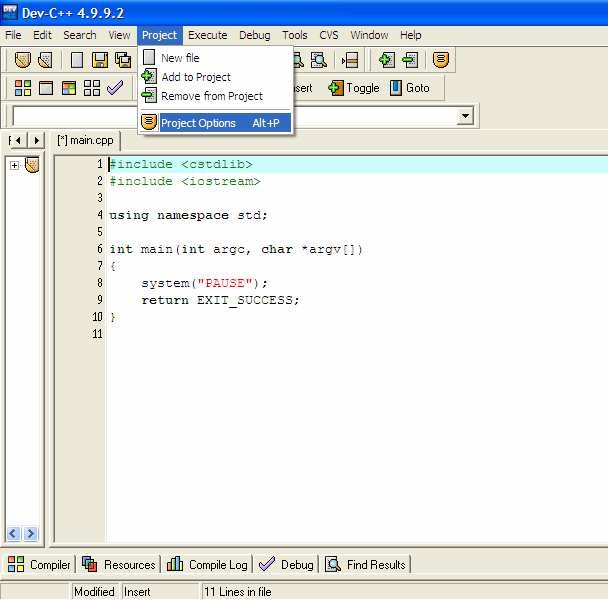 Dev-C++ 4.9.9.2
File Edit Search View Project Execute Debug Tools CVS Window Help
New file
Add to Project
Remove from Project
Project Options Alt+P
sert Toggle Goto
[*] main.cpp
1 #include <cstdlib>
2 #include <iostream>
3
4 using namespace std;
5
6 int main(int argc, char *argv[])
7 {
8 system("PAUSE");
9 return EXIT_SUCCESS;
10 }
11
Compiler Resources Compile Log Debug Find Results
Modified Insert 11 Lines in file